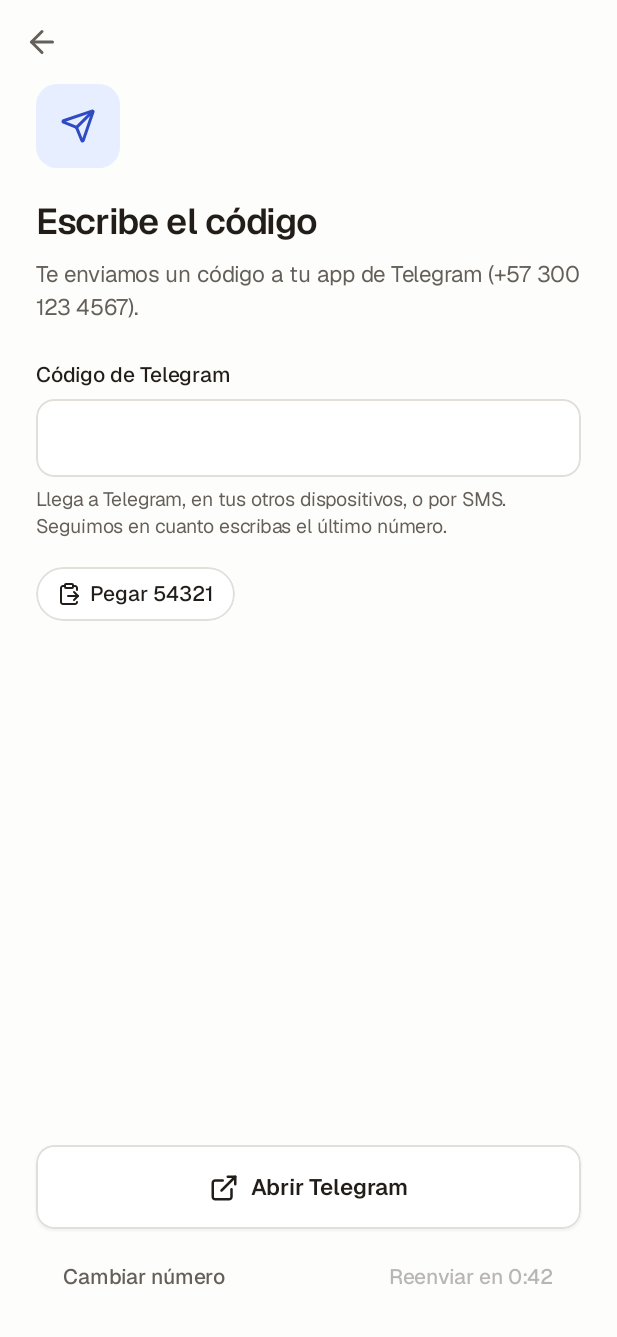 Escribe el código
Te enviamos un código a tu app de Telegram (+57 300
123 4567).
Código de Telegram
Llega a Telegram, en tus otros dispositivos, o por SMS.
Seguimos en cuanto escribas el último número.
Pegar 54321
Abrir Telegram
Cambiar número
Reenviar en 0:42